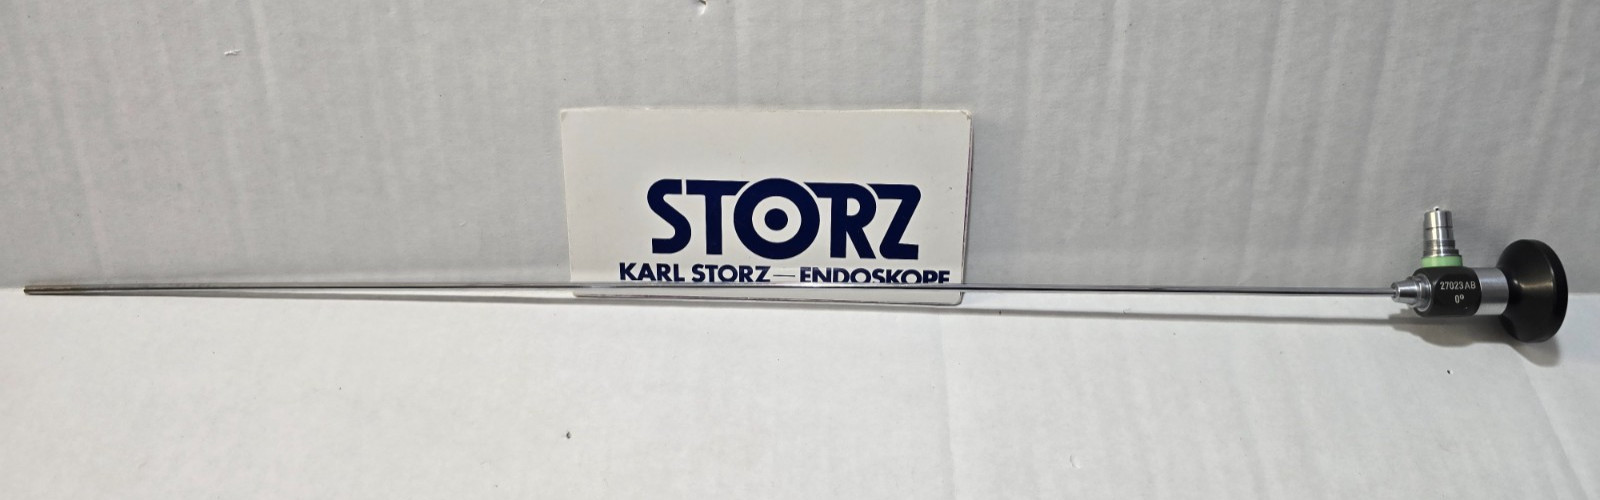 STORZ
KARL STORZ—ENDOSKOPE
27023AB
0°